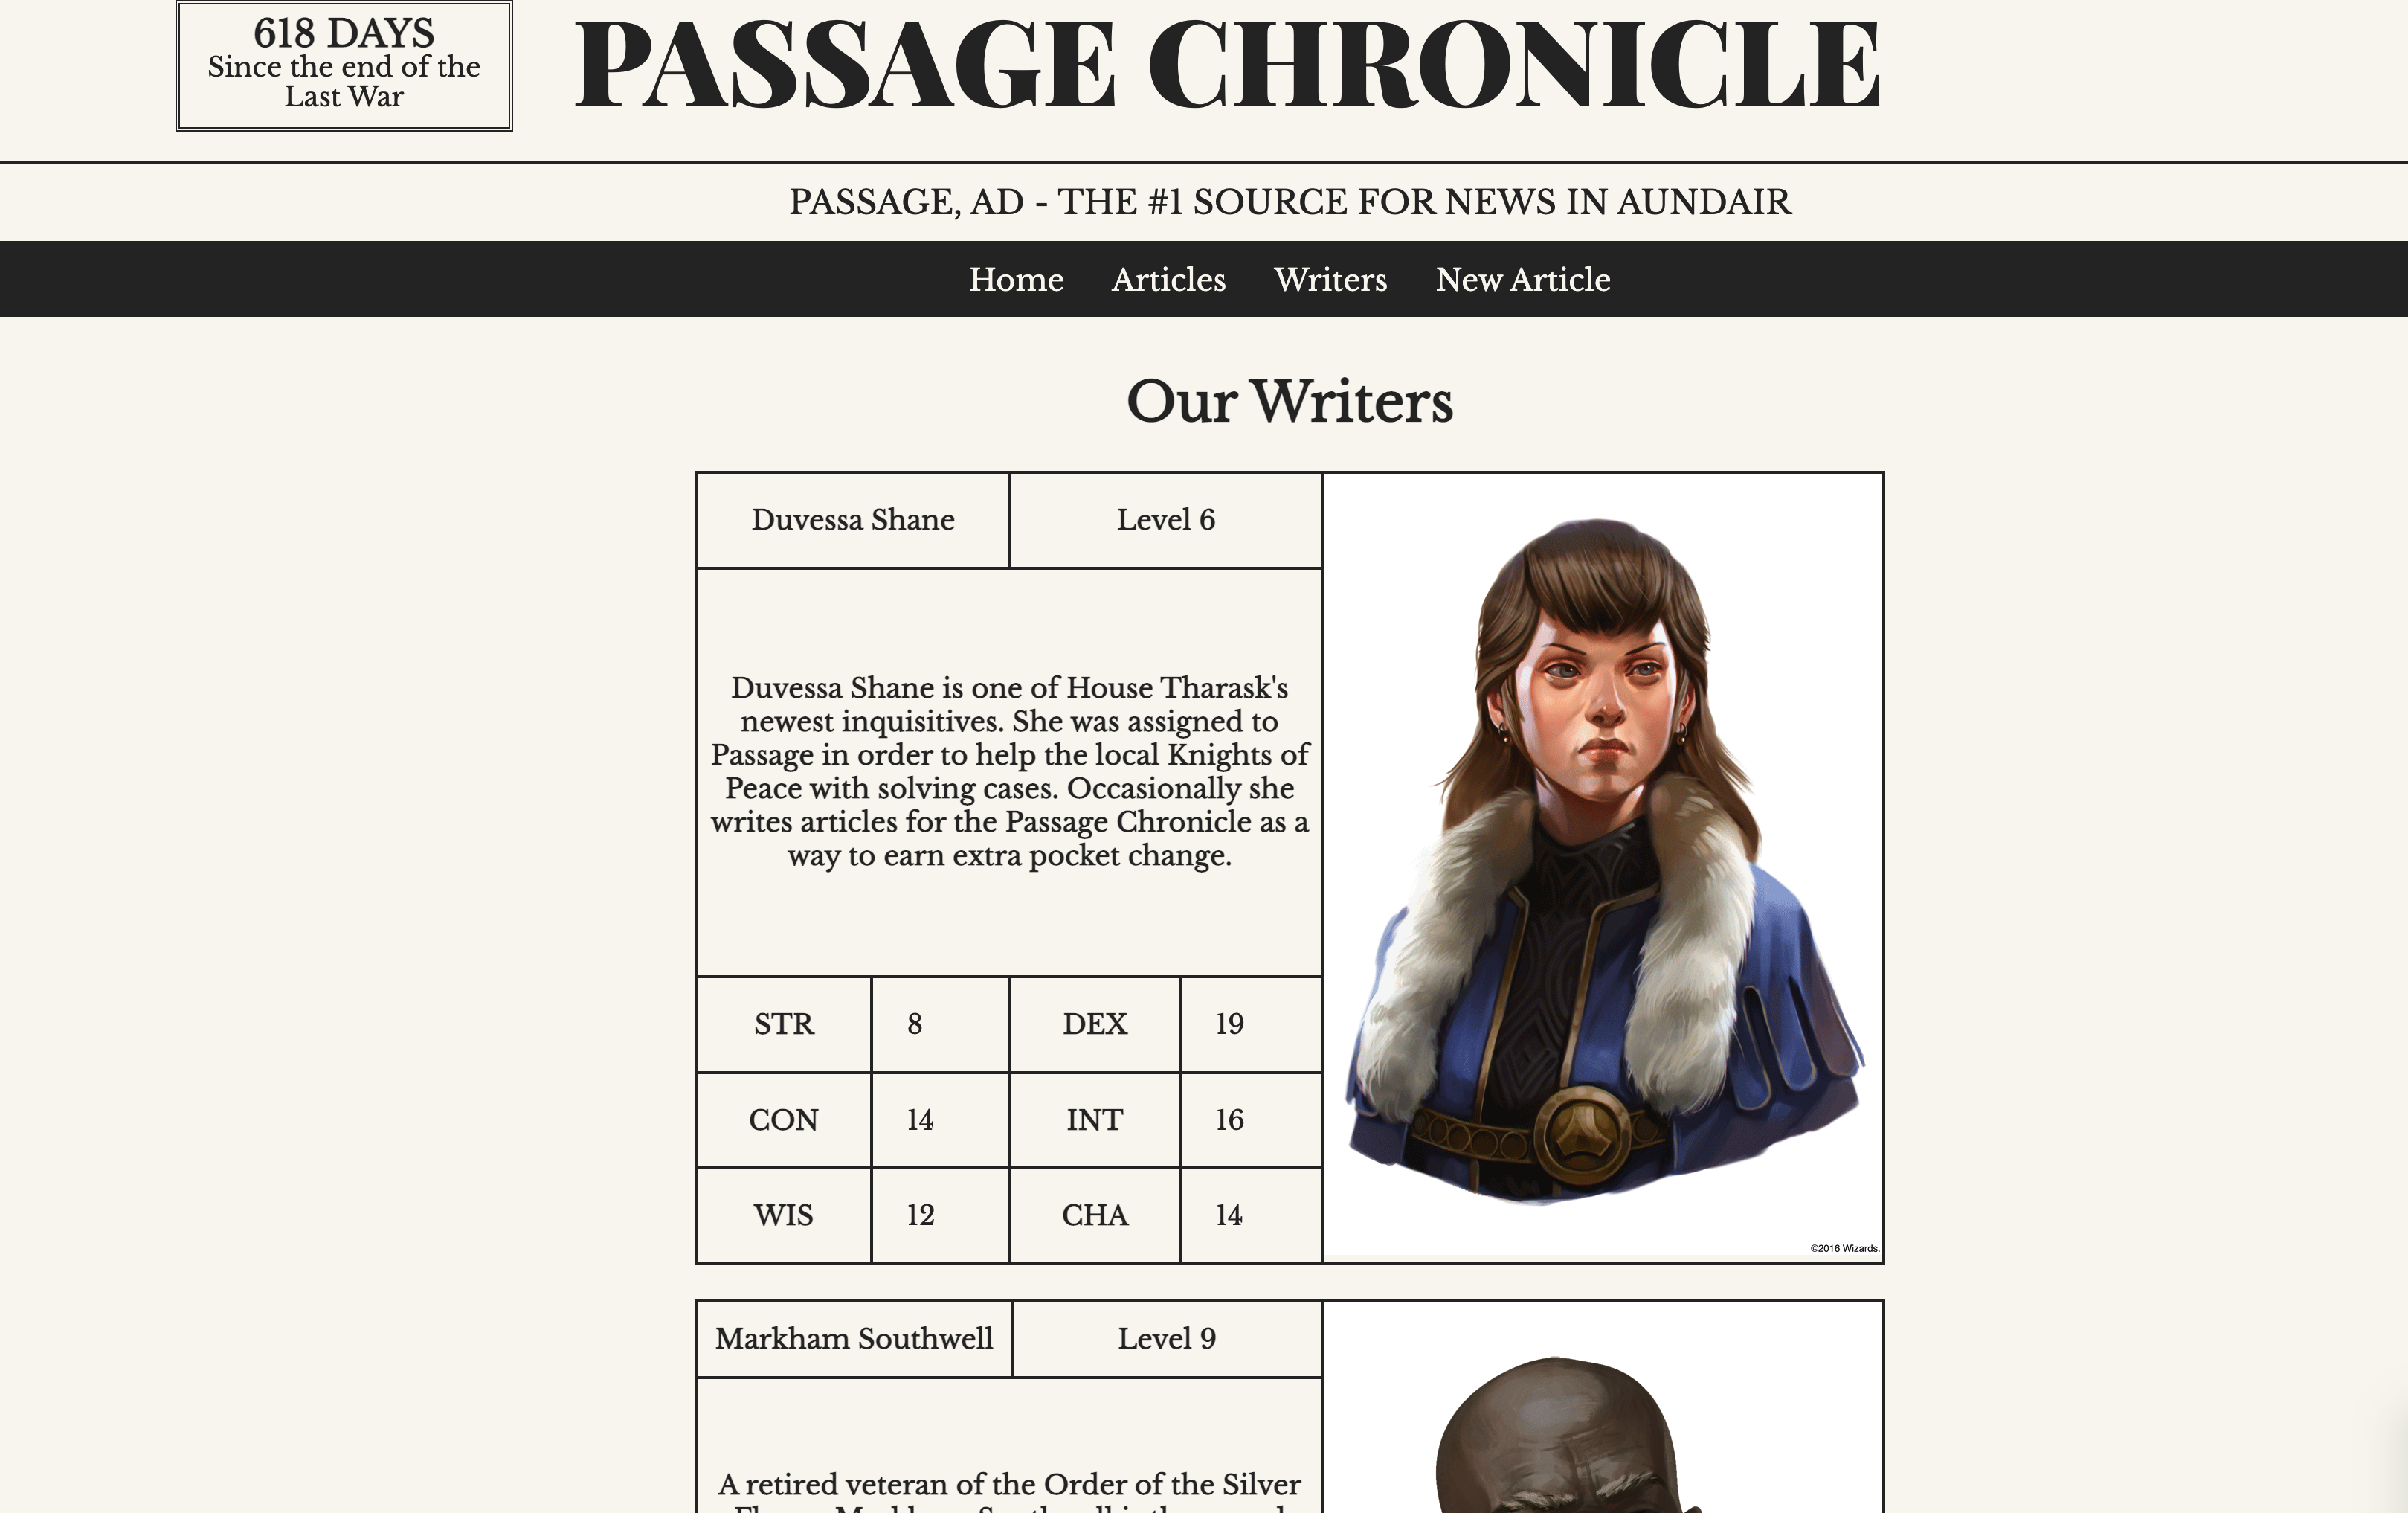 618 DAYS
Since the end of the
Last War
PASSAGE CHRONICLE
PASSAGE, AD - THE #1 SOURCE FOR NEWS IN AUNDAIR
Home Articles Writers New Article
Our Writers
Duvessa Shane Level 6
Duvessa Shane is one of House Tharask's
newest inquisitives. She was assigned to
Passage in order to help the local Knights of
Peace with solving cases. Occasionally she
writes articles for the Passage Chronicle as a
way to earn extra pocket change.
STR 8 DEX 19
CON 14 INT 16
WIS 12 CHA 14
©2016 Wizards.
Markham Southwell Level 9
A retired veteran of the Order of the Silver